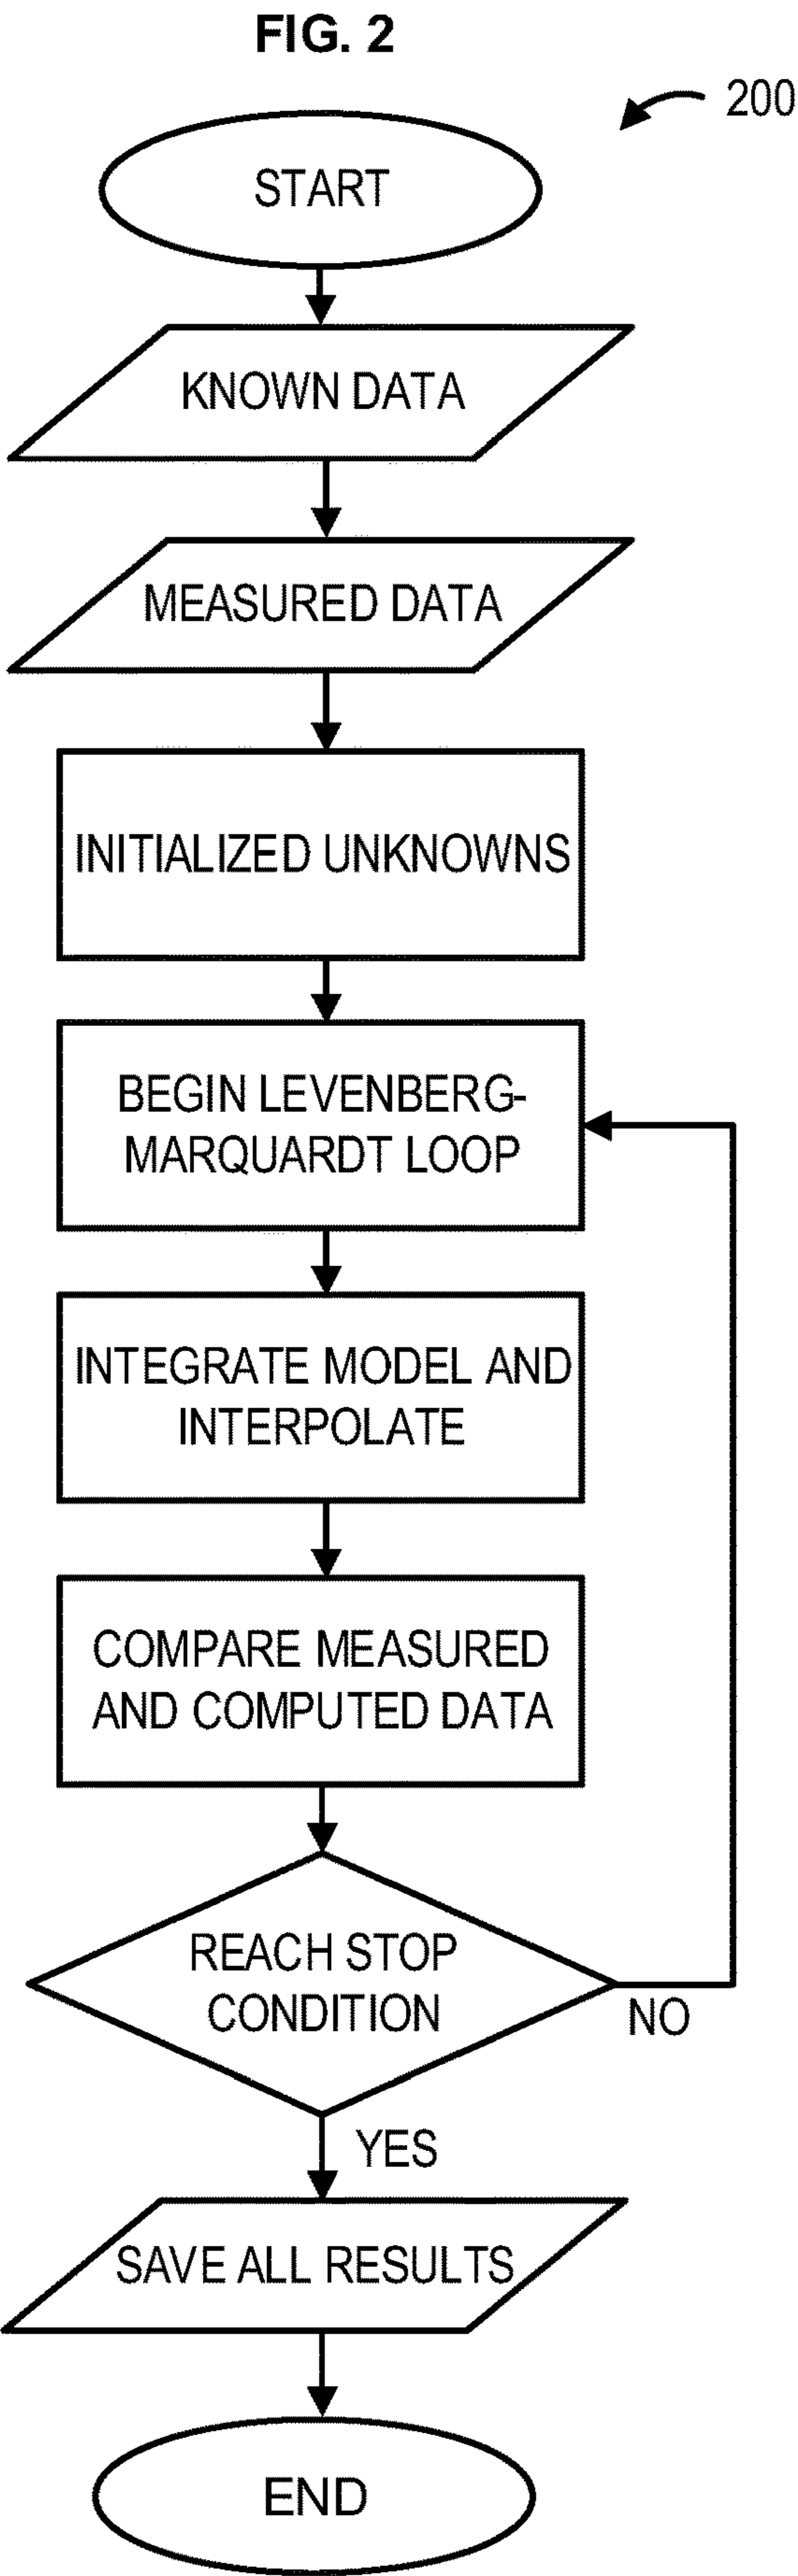 FIG. 2
200
START
KNOWN DATA
MEASURED DATA
INITIALIZED UNKNOWNS
BEGIN LEVENBERG-
MARQUARDT LOOP
INTEGRATE MODEL AND
INTERPOLATE
COMPARE MEASURED
AND COMPUTED DATA
REACH STOP
CONDITION
NO
YES
SAVE ALL RESULTS
END